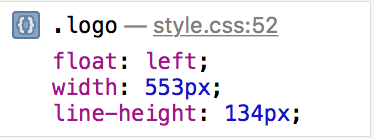 {} .logo — style.css:52
float: left;
width: 553px;
line-height: 134px;